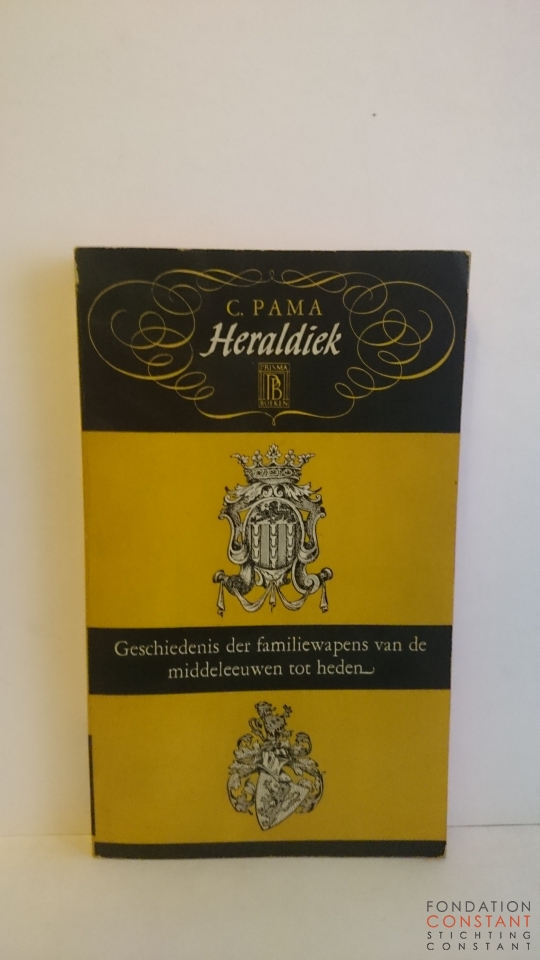 C. PAMA
Heraldiek
PRISMA
PB
BOEKEN
Geschiedenis der familiewapens van de
middeleeuwen tot heden
FONDATION
CONSTANT
STICHTING
CONSTANT